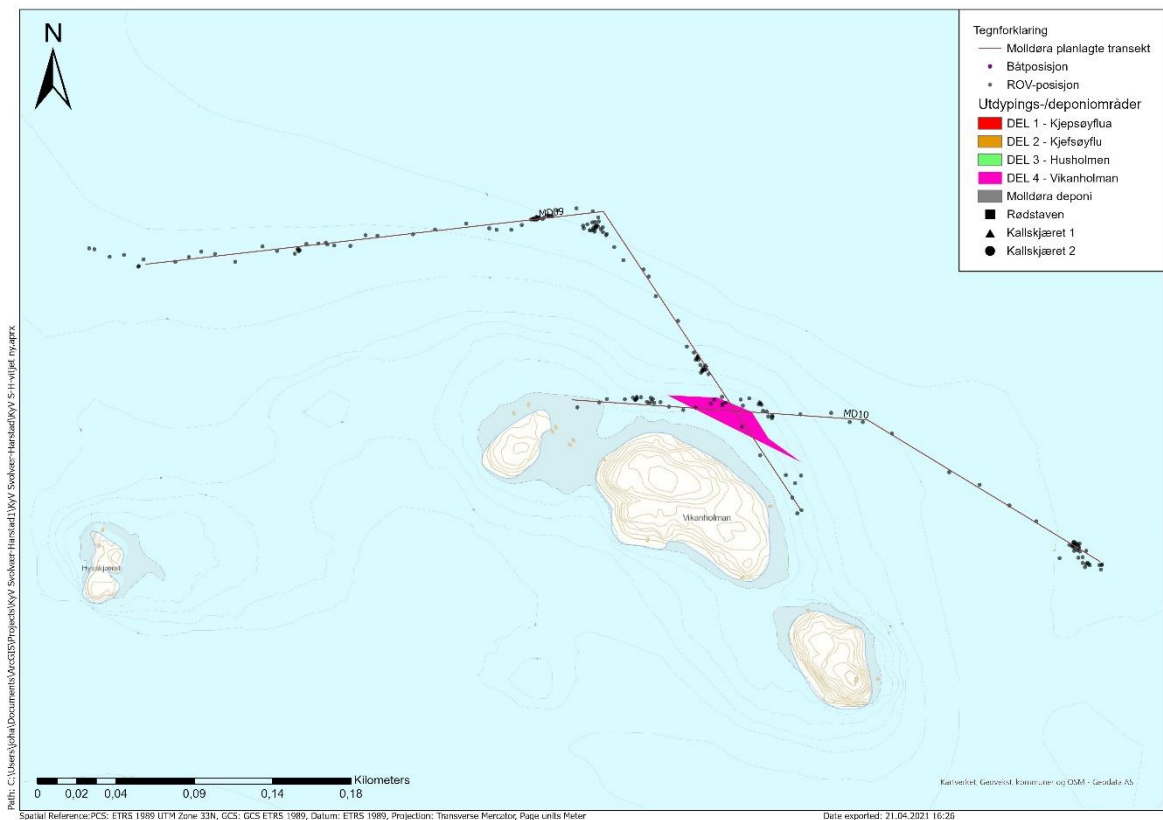 N
Tegnforklaring
Molldøra planlagte transekt
Båtposisjon
ROV-posisjon
Utdypings-/deponiområder
DEL 1 - Kjepsøyflua
DEL 2 - Kjefsøyflu
DEL 3 - Husholmen
DEL 4 - Vikanholman
Molldøra deponi
Rødstaven
Kallskjæret 1
Kallskjæret 2
MD09
MD10
Vikanholman
Kilometers
0 0,02 0,04 0,09 0,14 0,18
Kartverket, Geovekst, kommuner og OSM - Geodata AS
Path: C:\Users\joha\Documents\ArcGIS\Projects\KyV Svolvær-Harstad1\KyV Svolvær-Harstad\KyV S-H-vltjet ny.aprx
Spatial Reference:PCS: ETRS 1989 UTM Zone 33N, GCS: GCS ETRS 1989, Datum: ETRS 1989, Projection: Transverse Mercator, Page units Meter
Date exported: 21.04.2021 16:26